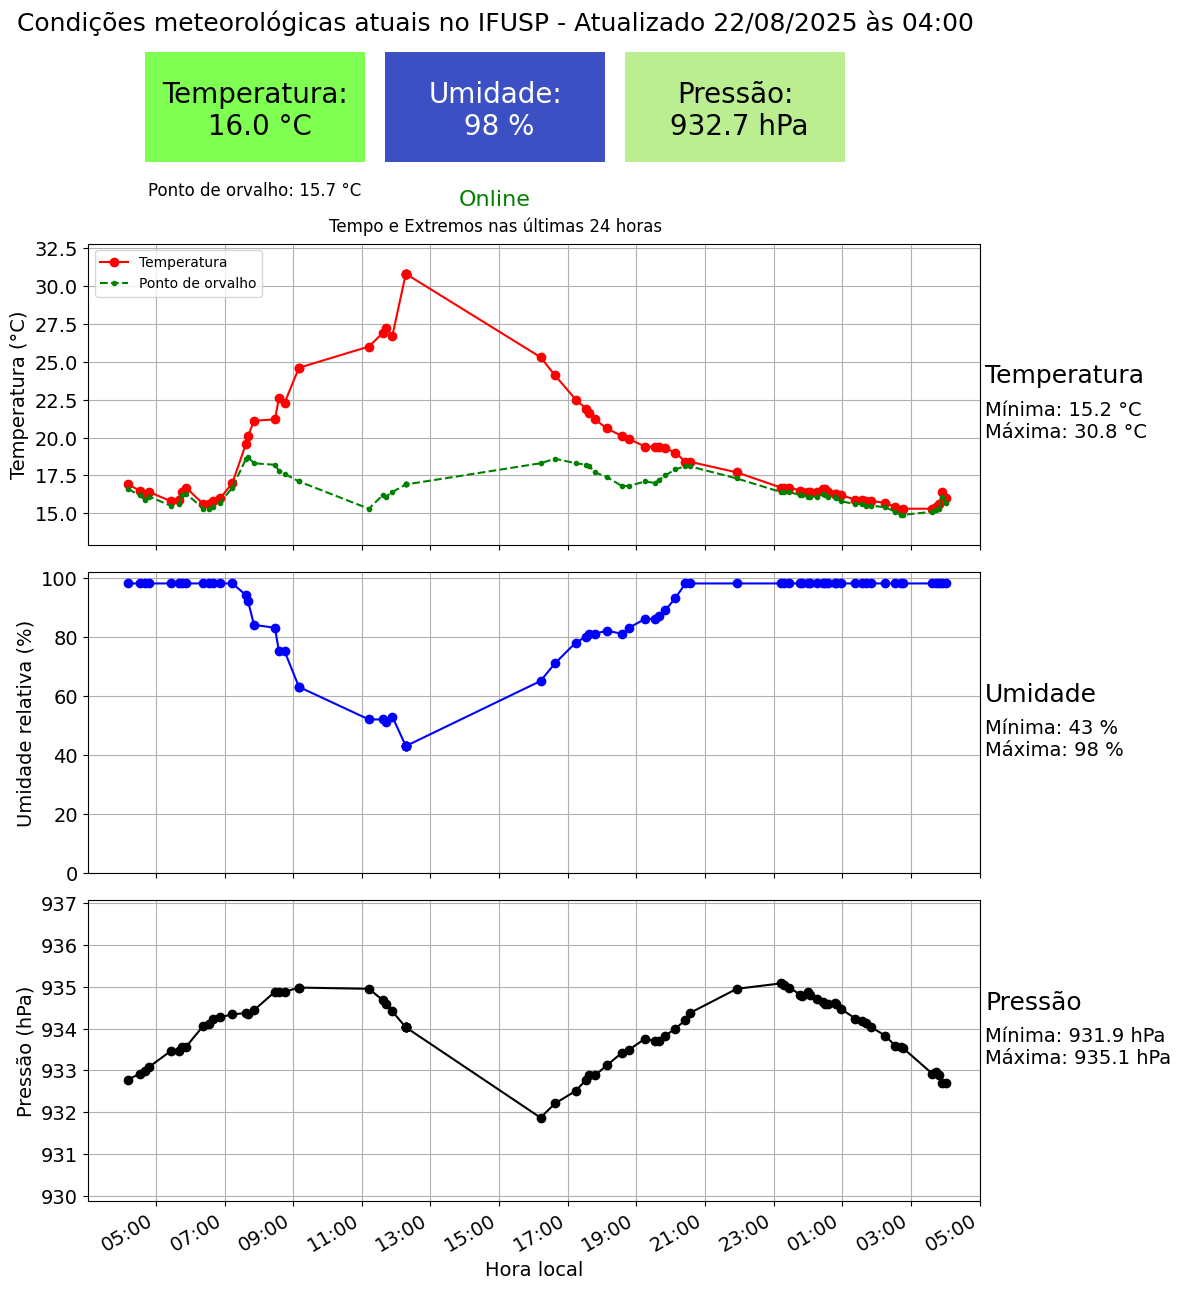 Condições meteorológicas atuais no IFUSP - Atualizado 22/08/2025 às 04:00
Temperatura:
16.0 °C
Umidade:
98 %
Pressão:
932.7 hPa
Ponto de orvalho: 15.7 °C
Online
Tempo e Extremos nas últimas 24 horas
Temperatura (°C)
32.5
30.0
27.5
25.0
22.5
20.0
17.5
15.0
Temperatura
Ponto de orvalho
Temperatura
Mínima: 15.2 °C
Máxima: 30.8 °C
Umidade relativa (%)
100
80
60
40
20
0
Umidade
Mínima: 43 %
Máxima: 98 %
Pressão (hPa)
937
936
935
934
933
932
931
930
Pressão
Mínima: 931.9 hPa
Máxima: 935.1 hPa
05:00 07:00 09:00 11:00 13:00 15:00 17:00 19:00 21:00 23:00 01:00 03:00 05:00
Hora local